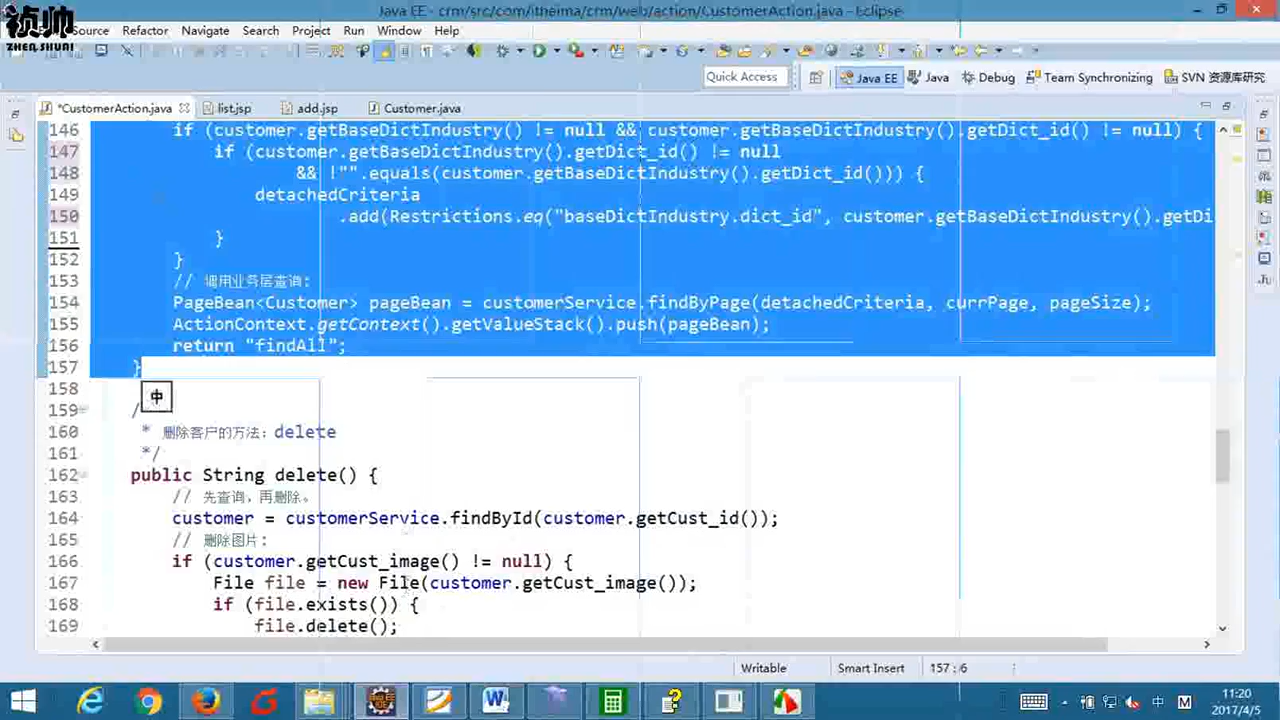 祯帅
ZHEN SHUAI
Java EE - crm/src/com/itheima/crm/web/action/CustomerAction.java - Eclipse
Source Refactor Navigate Search Project Run Window Help
Quick Access
Java EE Java Debug Team Synchronizing SVN 资源库研究
*CustomerAction.java list.jsp add.jsp Customer.java
146 if (customer.getBaseDictIndustry() != null && customer.getBaseDictIndustry().getDict_id() != null) {
147 if (customer.getBaseDictIndustry().getDict_id() != null
148 && !"".equals(customer.getBaseDictIndustry().getDict_id())) {
149 detachedCriteria
150 .add(Restrictions.eq("baseDictIndustry.dict_id", customer.getBaseDictIndustry().getDi
151 }
152 }
153 // 调用业务层查询:
154 PageBean<Customer> pageBean = customerService.findByPage(detachedCriteria, currPage, pageSize);
155 ActionContext.getContext().getValueStack().push(pageBean);
156 return "findAll";
157 }
中
158
159 /
160 * 删除客户的方法：delete
161 */
162 public String delete() {
163 // 先查询，再删除。
164 customer = customerService.findById(customer.getCust_id());
165 // 删除图片：
166 if (customer.getCust_image() != null) {
167 File file = new File(customer.getCust_image());
168 if (file.exists()) {
169 file.delete();
Writable Smart Insert 157 : 6
中 M 11:20
2017/4/5